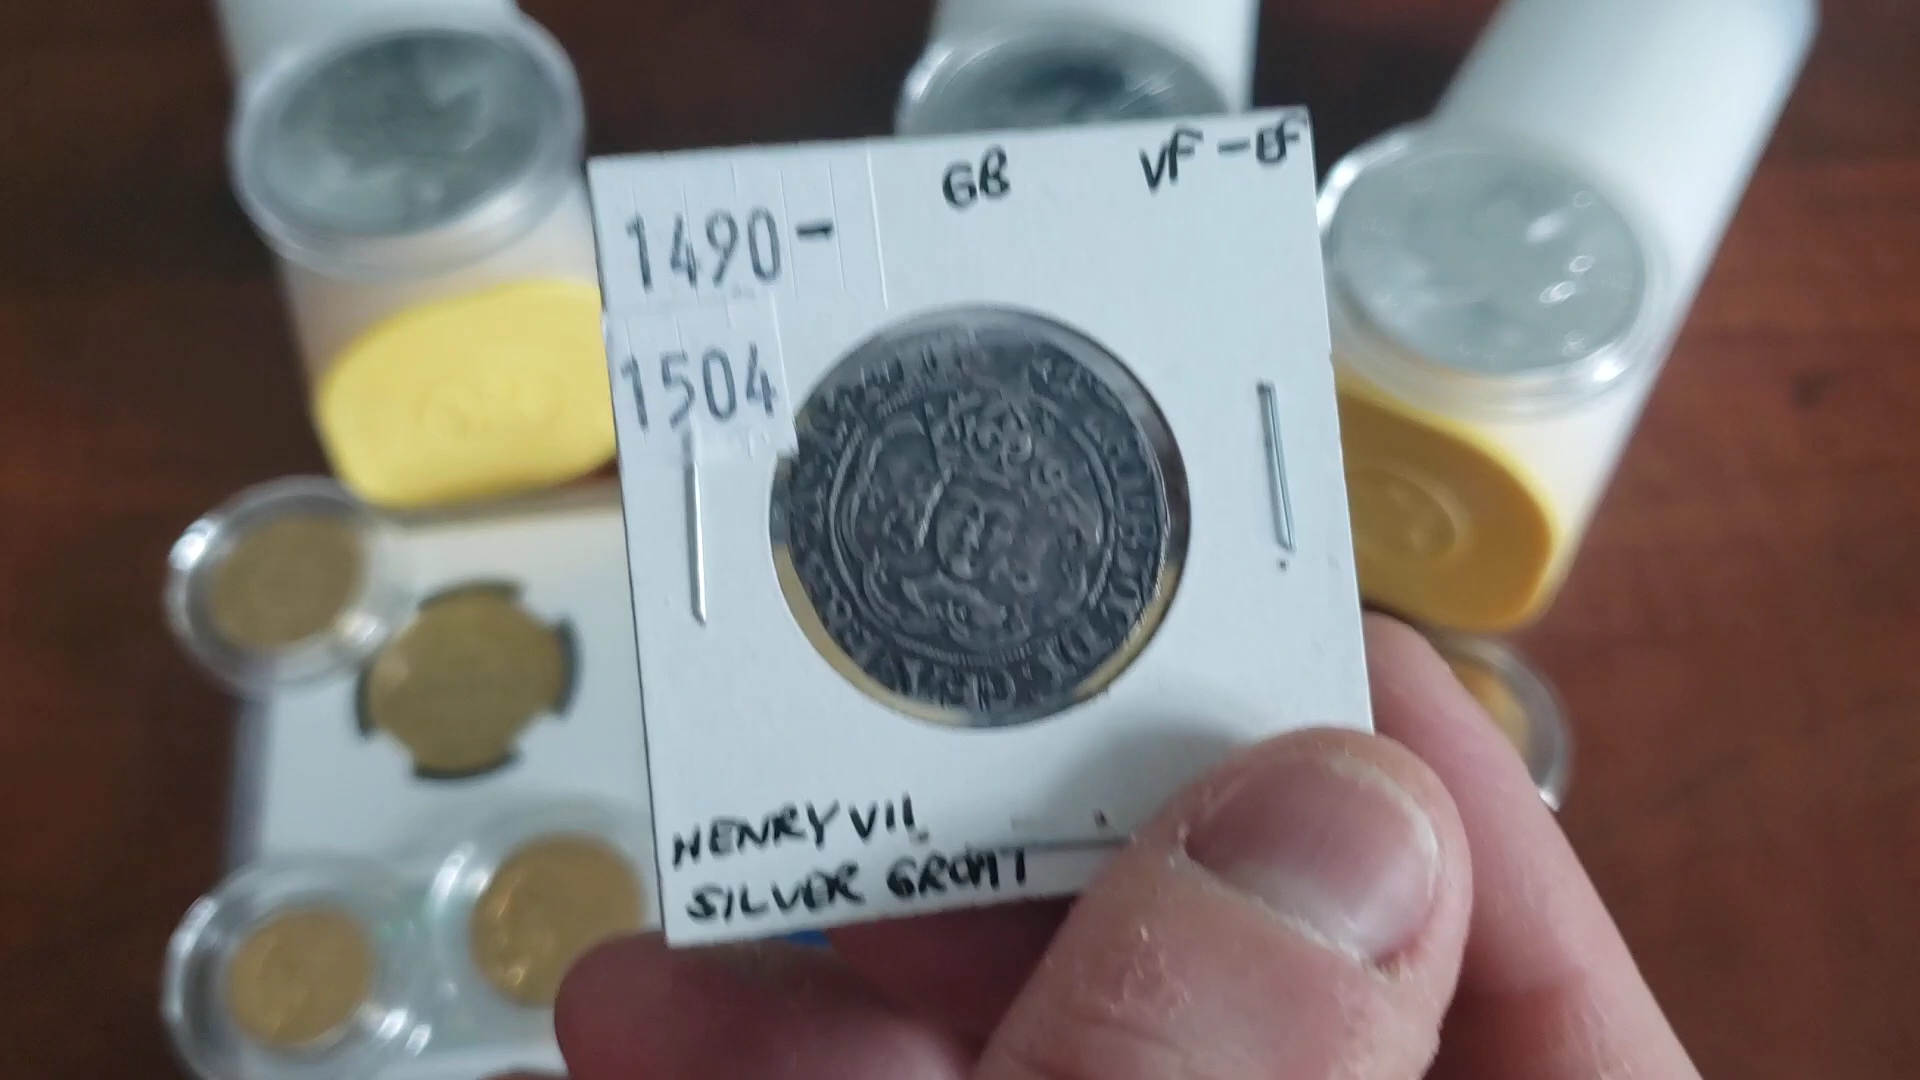 GB VF-EF
1490-
1504
HENRY VII
SILVER GROAT